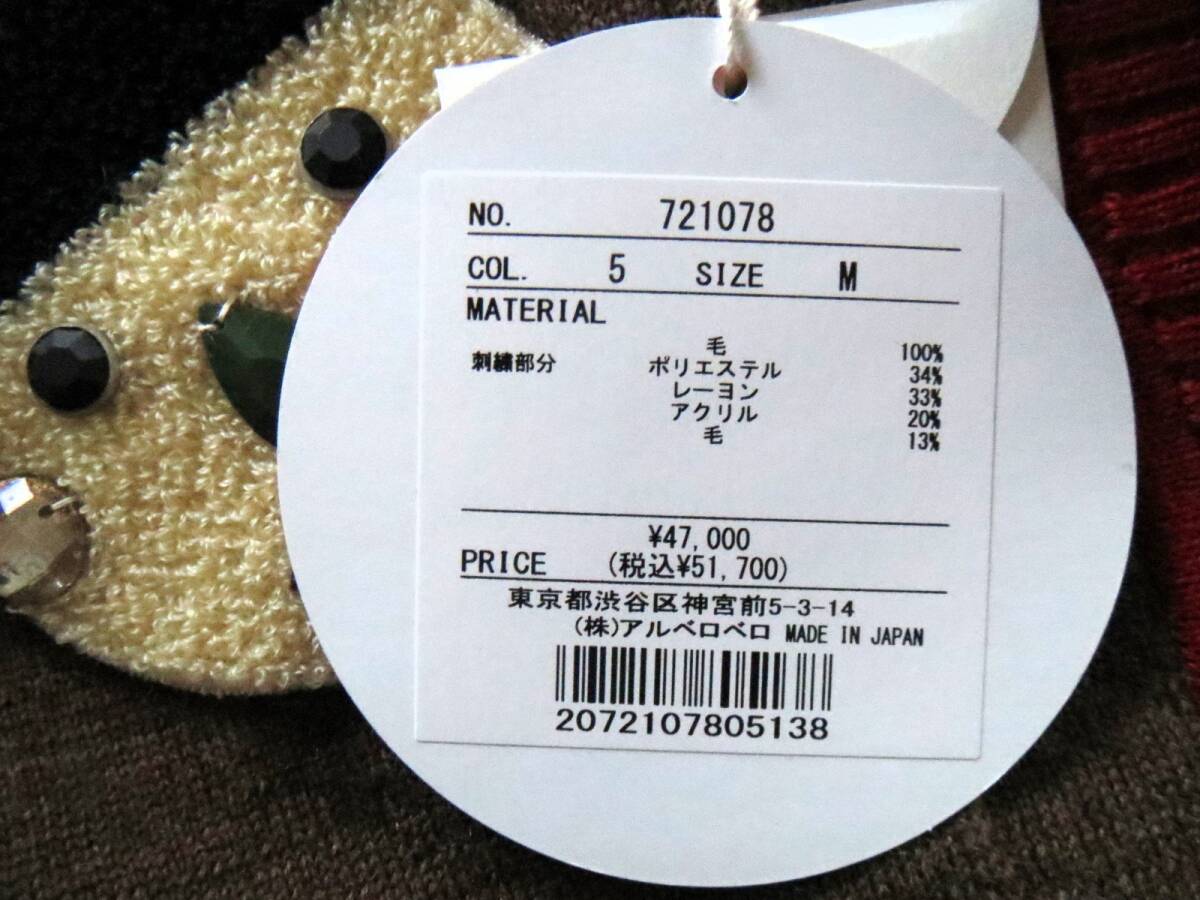 NO. 721078
COL. 5 SIZE M
MATERIAL
毛 100%
刺繍部分 ポリエステル 34%
レーヨン 33%
アクリル 20%
毛 13%
¥47,000
PRICE (税込¥51,700)
東京都渋谷区神宮前5-3-14
(株)アルベロベロ MADE IN JAPAN
2072107805138